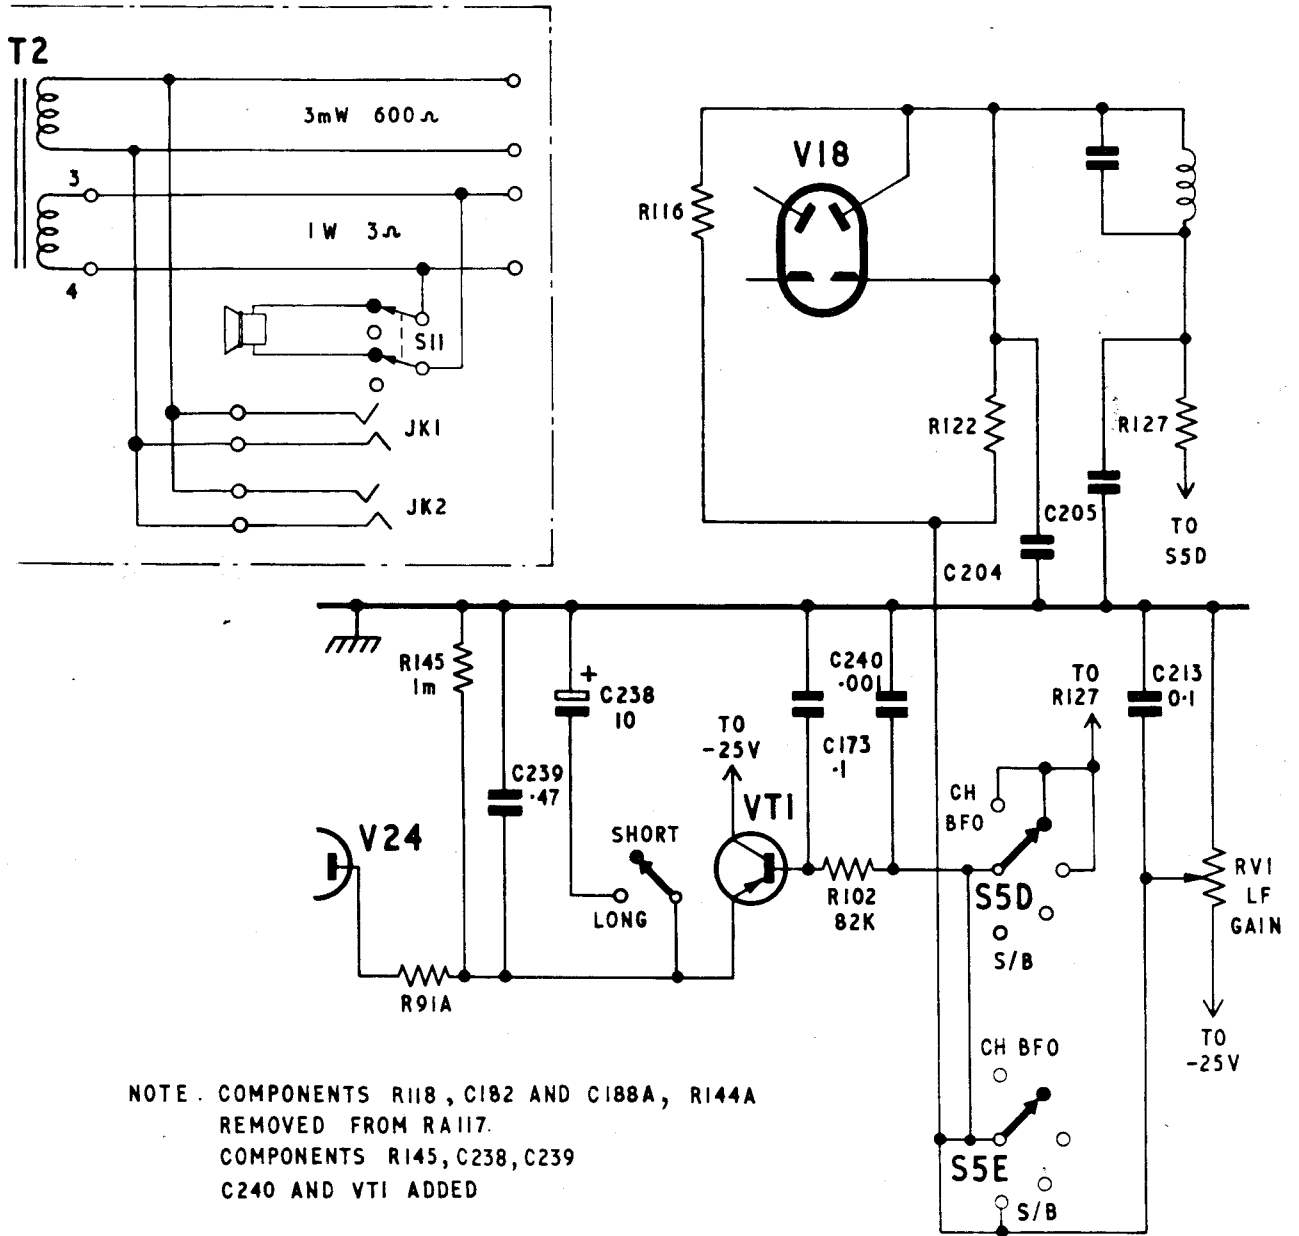 T2
3mW 600Ω
3
1W 3Ω
4
S11
JK1
JK2
V18
R116
R122
R127
C205
TO
S5D
C204
R145
1m
C238
10
+
C239
.47
C240
.001
C173
.1
TO
-25V
TO
R127
C213
0.1
V24
SHORT
LONG
VT1
R102
82K
CH
BFO
S5D
S/B
RV1
LF
GAIN
R91A
TO
-25V
CH BFO
S5E
S/B
NOTE. COMPONENTS R118, C182 AND C188A, R144A
REMOVED FROM RA117.
COMPONENTS R145, C238, C239
C240 AND VT1 ADDED